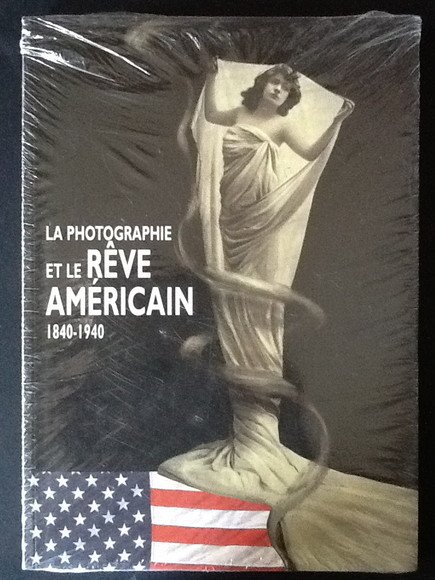 LA PHOTOGRAPHIE
ET LE RÊVE
AMÉRICAIN
1840-1940